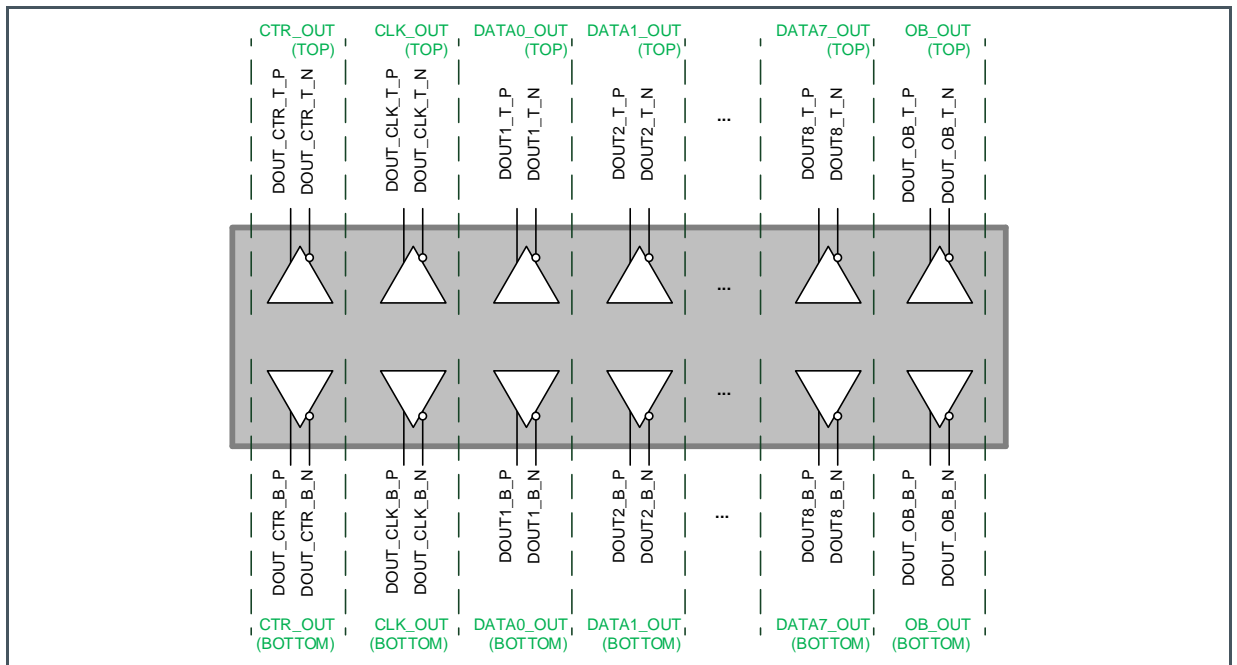 CTR_OUT
(TOP)
CLK_OUT
(TOP)
DATA0_OUT
(TOP)
DATA1_OUT
(TOP)
DATA7_OUT
(TOP)
OB_OUT
(TOP)
DOUT_CTR_T_P
DOUT_CTR_T_N
DOUT_CLK_T_P
DOUT_CLK_T_N
DOUT1_T_P
DOUT1_T_N
DOUT2_T_P
DOUT2_T_N
...
DOUT8_T_P
DOUT8_T_N
DOUT_OB_T_P
DOUT_OB_T_N
...
...
DOUT_CTR_B_P
DOUT_CTR_B_N
DOUT_CLK_B_P
DOUT_CLK_B_N
DOUT1_B_P
DOUT1_B_N
DOUT2_B_P
DOUT2_B_N
...
DOUT8_B_P
DOUT8_B_N
DOUT_OB_B_P
DOUT_OB_B_N
CTR_OUT
(BOTTOM)
CLK_OUT
(BOTTOM)
DATA0_OUT
(BOTTOM)
DATA1_OUT
(BOTTOM)
DATA7_OUT
(BOTTOM)
OB_OUT
(BOTTOM)